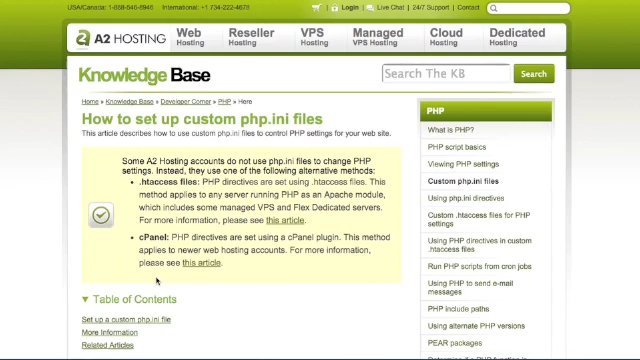 USA/Canada: 1-888-546-8946 International: +1 734-222-4678
Login Live Chat | 24/7 Support | Contact
A2 HOSTING
Web Hosting
Reseller Hosting
VPS Hosting
Managed VPS Hosting
Cloud Hosting
Dedicated Hosting
Knowledge Base
Search The KB
Search
Home » Knowledge Base » Developer Corner » PHP » Here
How to set up custom php.ini files
This article describes how to use custom php.ini files to control PHP settings for your web site.
Some A2 Hosting accounts do not use php.ini files to change PHP
settings. Instead, they use one of the following alternative methods:
• .htaccess files: PHP directives are set using .htaccess files. This
method applies to any server running PHP as an Apache module,
which includes some managed VPS and Flex Dedicated servers.
For more information, please see this article.
• cPanel: PHP directives are set using a cPanel plugin. This method
applies to newer web hosting accounts. For more information,
please see this article.
▼ Table of Contents
Set up a custom php.ini file
More Information
Related Articles
PHP
What is PHP?
PHP script basics
Viewing PHP settings
Custom php.ini files
Using php.ini directives
Custom .htaccess files for PHP
settings
Using PHP directives in custom
.htaccess files
Run PHP scripts from cron jobs
Using PHP to send e-mail
messages
PHP include paths
Using alternate PHP versions
PEAR packages